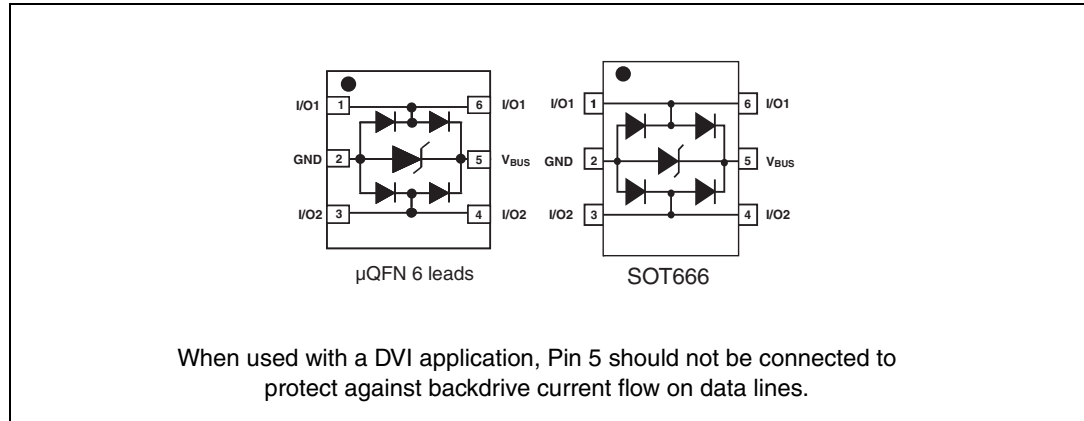 I/O1 1 6 I/O1
GND 2 5 VBUS
I/O2 3 4 I/O2
µQFN 6 leads
I/O1 1 6 I/O1
GND 2 5 VBUS
I/O2 3 4 I/O2
SOT666
When used with a DVI application, Pin 5 should not be connected to
protect against backdrive current flow on data lines.